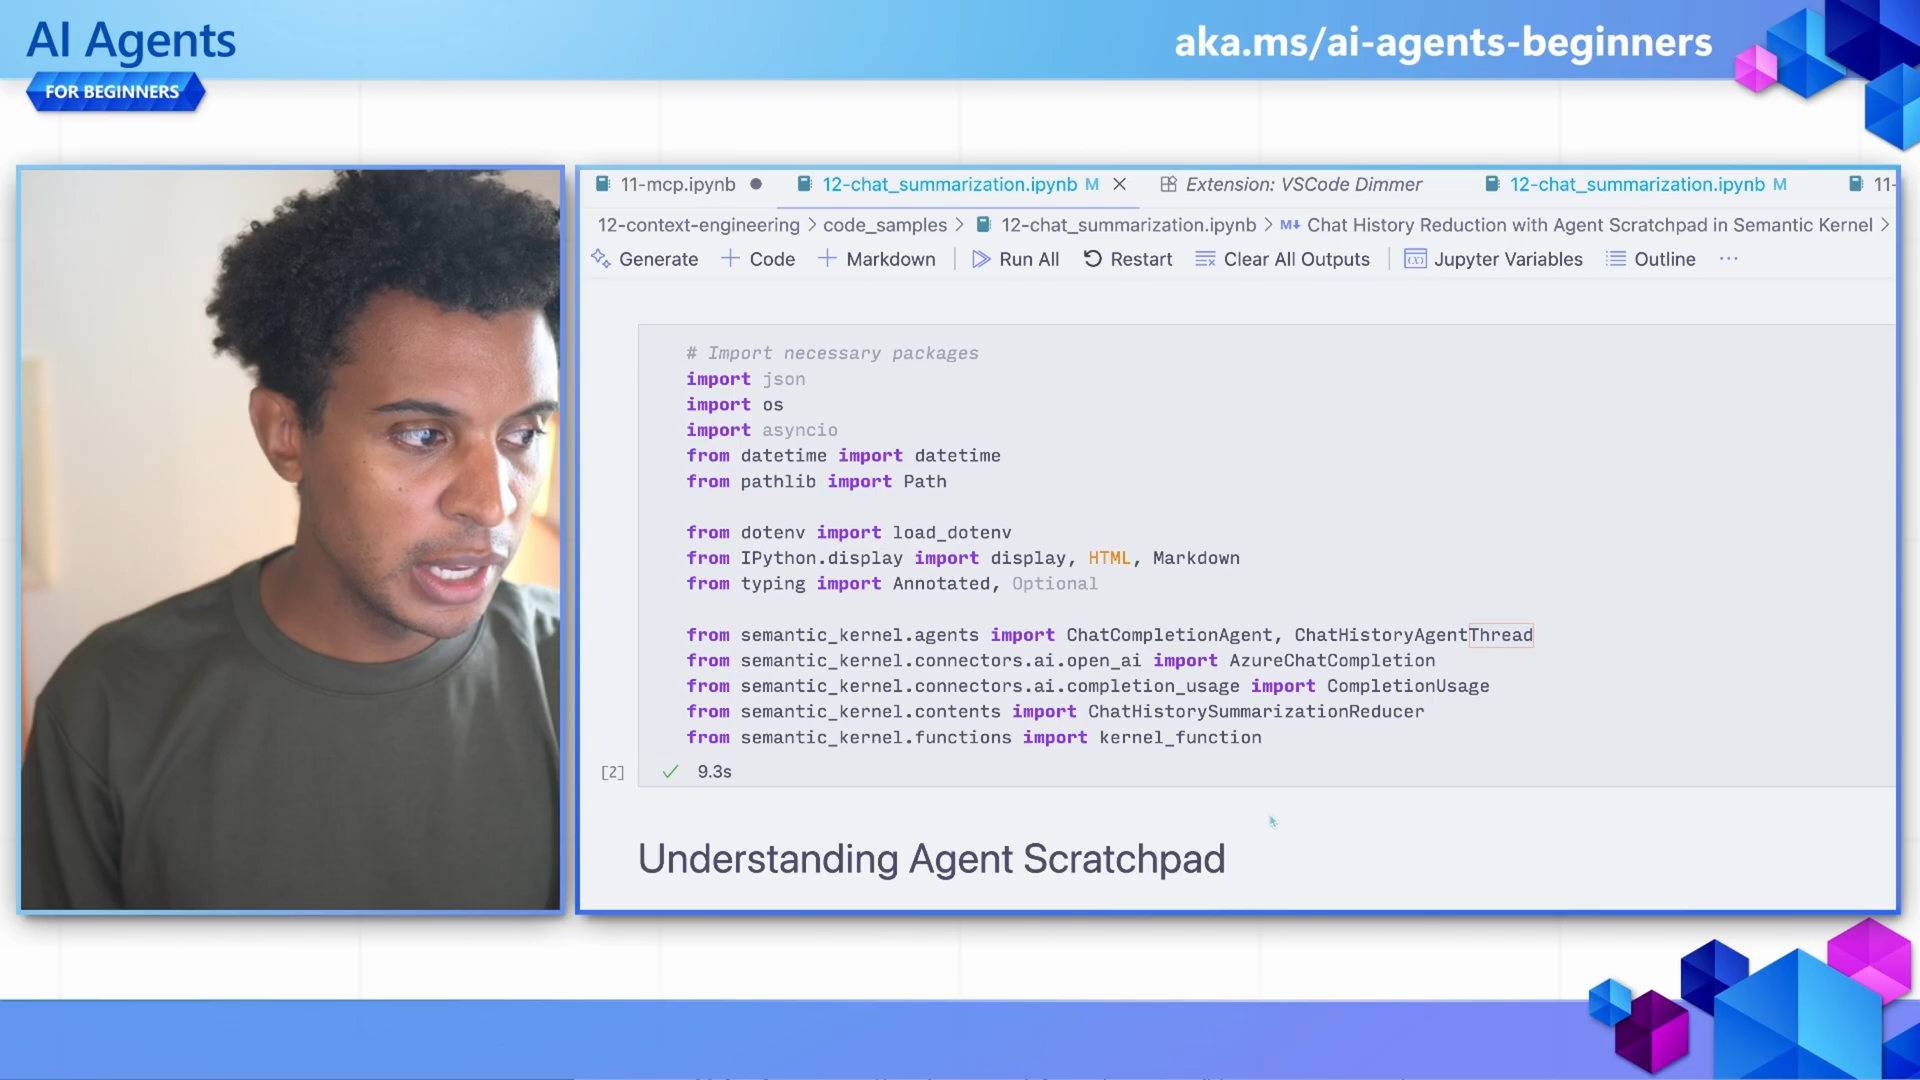 AI Agents
FOR BEGINNERS
aka.ms/ai-agents-beginners
11-mcp.ipynb
12-chat_summarization.ipynb M
Extension: VSCode Dimmer
12-chat_summarization.ipynb M
11-
12-context-engineering > code_samples > 12-chat_summarization.ipynb > M↓ Chat History Reduction with Agent Scratchpad in Semantic Kernel >
Generate + Code + Markdown | Run All Restart Clear All Outputs | Jupyter Variables Outline ...
# Import necessary packages
import json
import os
import asyncio
from datetime import datetime
from pathlib import Path
from dotenv import load_dotenv
from IPython.display import display, HTML, Markdown
from typing import Annotated, Optional
from semantic_kernel.agents import ChatCompletionAgent, ChatHistoryAgentThread
from semantic_kernel.connectors.ai.open_ai import AzureChatCompletion
from semantic_kernel.connectors.ai.completion_usage import CompletionUsage
from semantic_kernel.contents import ChatHistorySummarizationReducer
from semantic_kernel.functions import kernel_function
[2] ✓ 9.3s
Understanding Agent Scratchpad